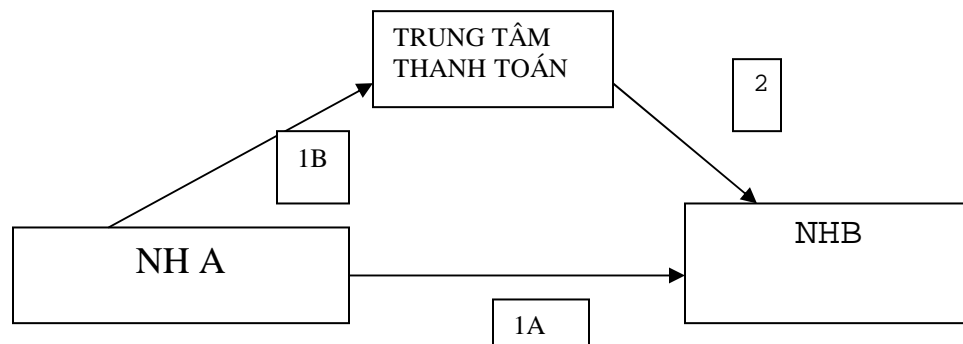 TRUNG TÂM
THANH TOÁN
2
1B
NH A
NHB
1A